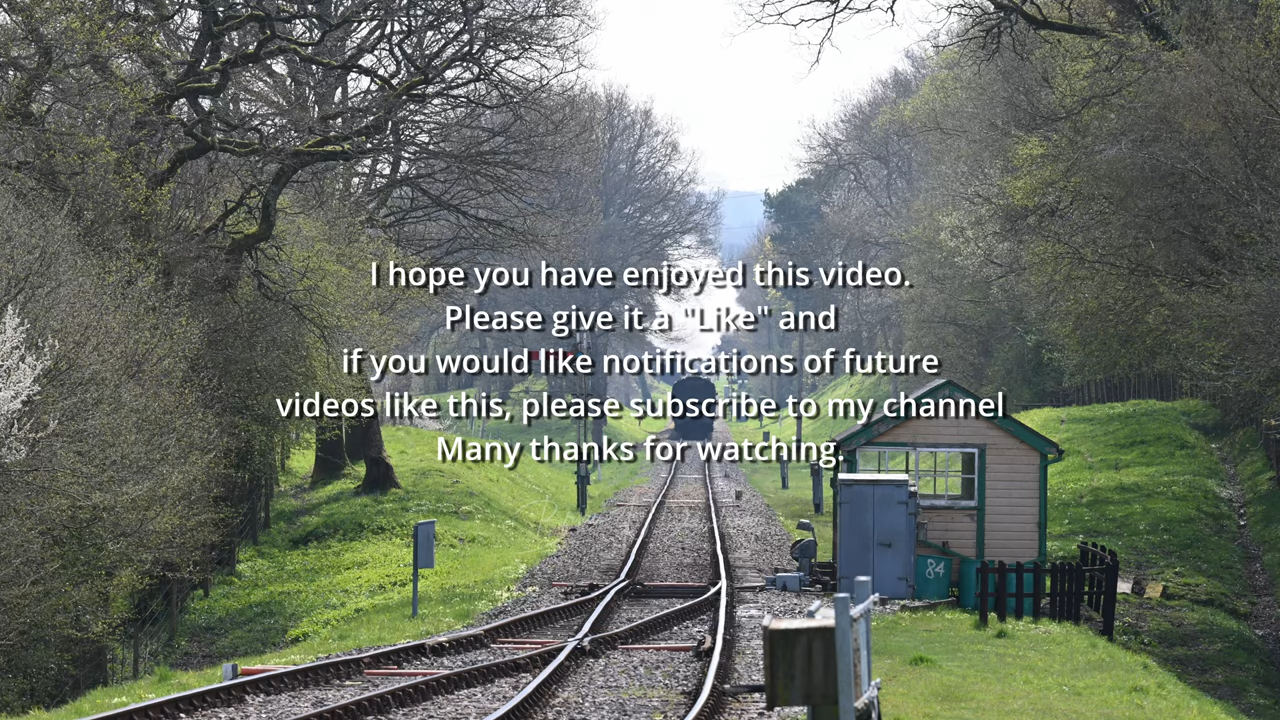 I hope you have enjoyed this video.
Please give it a "Like" and
if you would like notifications of future
videos like this, please subscribe to my channel
Many thanks for watching.
84